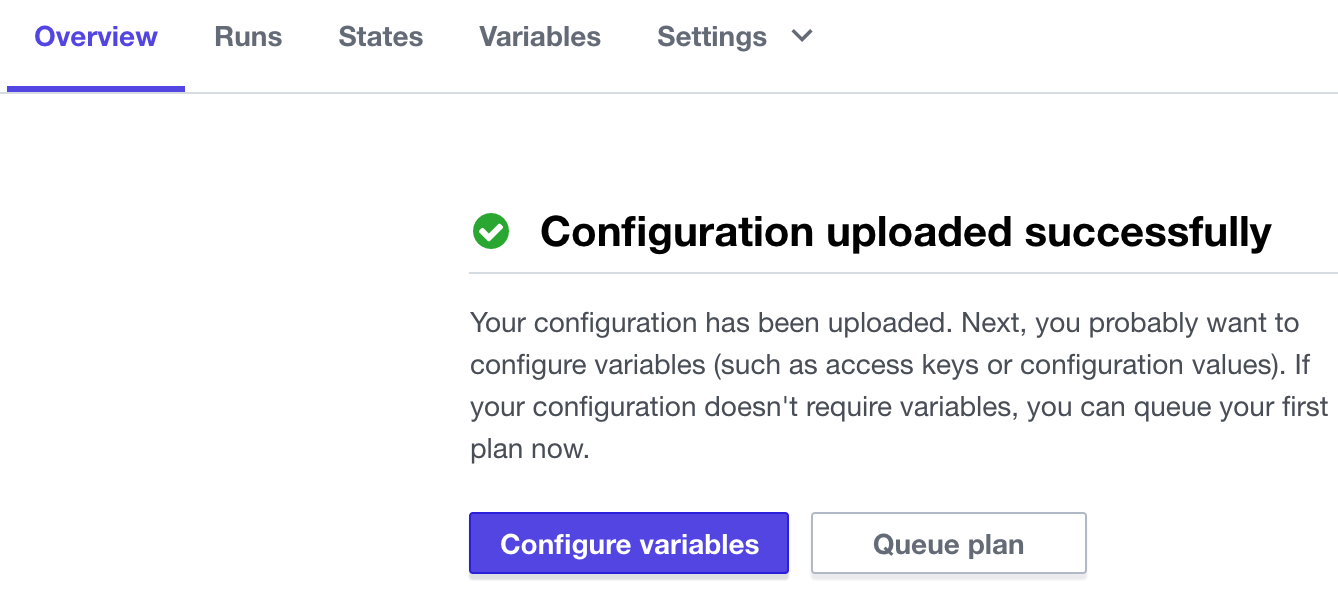 Overview Runs States Variables Settings
Configuration uploaded successfully
Your configuration has been uploaded. Next, you probably want to
configure variables (such as access keys or configuration values). If
your configuration doesn't require variables, you can queue your first
plan now.
Configure variables Queue plan